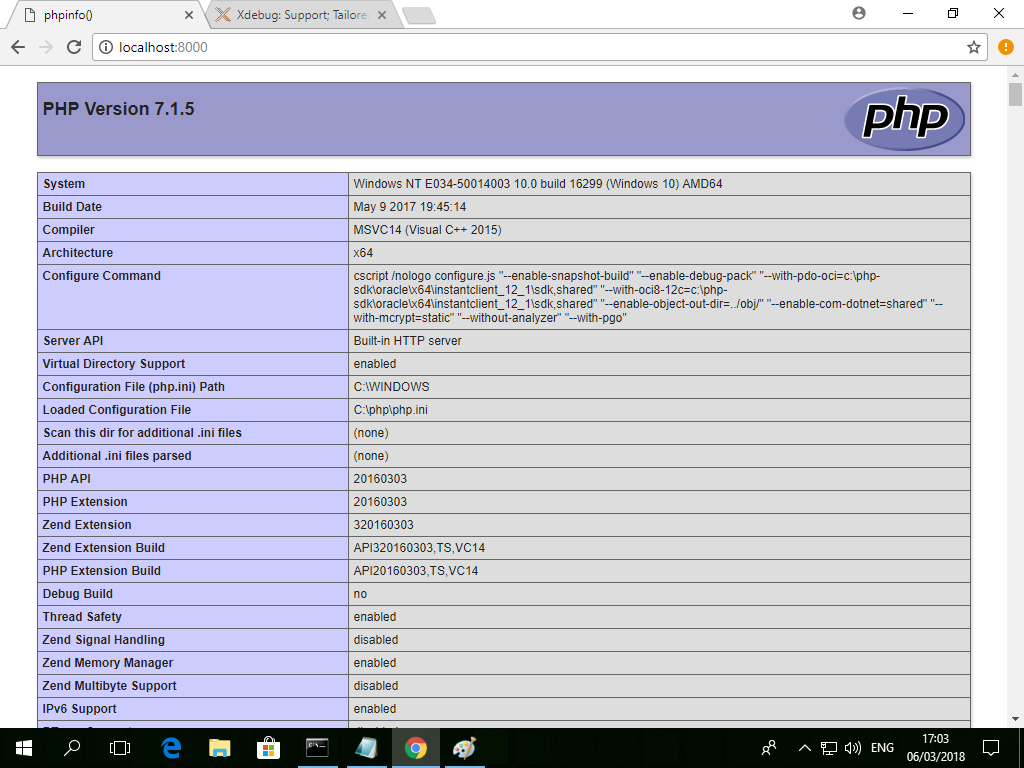 phpinfo()
Xdebug: Support; Tailore
localhost:8000
PHP Version 7.1.5
php
System Windows NT E034-50014003 10.0 build 16299 (Windows 10) AMD64
Build Date May 9 2017 19:45:14
Compiler MSVC14 (Visual C++ 2015)
Architecture x64
Configure Command cscript /nologo configure.js "--enable-snapshot-build" "--enable-debug-pack" "--with-pdo-oci=c:\php-
sdk\oracle\x64\instantclient_12_1\sdk,shared" "--with-oci8-12c=c:\php-
sdk\oracle\x64\instantclient_12_1\sdk,shared" "--enable-object-out-dir=../obj/" "--enable-com-dotnet=shared" "--
with-mcrypt=static" "--without-analyzer" "--with-pgo"
Server API Built-in HTTP server
Virtual Directory Support enabled
Configuration File (php.ini) Path C:\WINDOWS
Loaded Configuration File C:\php\php.ini
Scan this dir for additional .ini files (none)
Additional .ini files parsed (none)
PHP API 20160303
PHP Extension 20160303
Zend Extension 320160303
Zend Extension Build API320160303,TS,VC14
PHP Extension Build API20160303,TS,VC14
Debug Build no
Thread Safety enabled
Zend Signal Handling disabled
Zend Memory Manager enabled
Zend Multibyte Support disabled
IPv6 Support enabled
ENG
17:03
06/03/2018